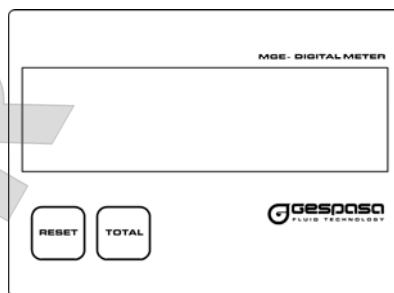 MGE- DIGITAL METER
RESET
TOTAL
GESPASA
FLUID TECHNOLOGY